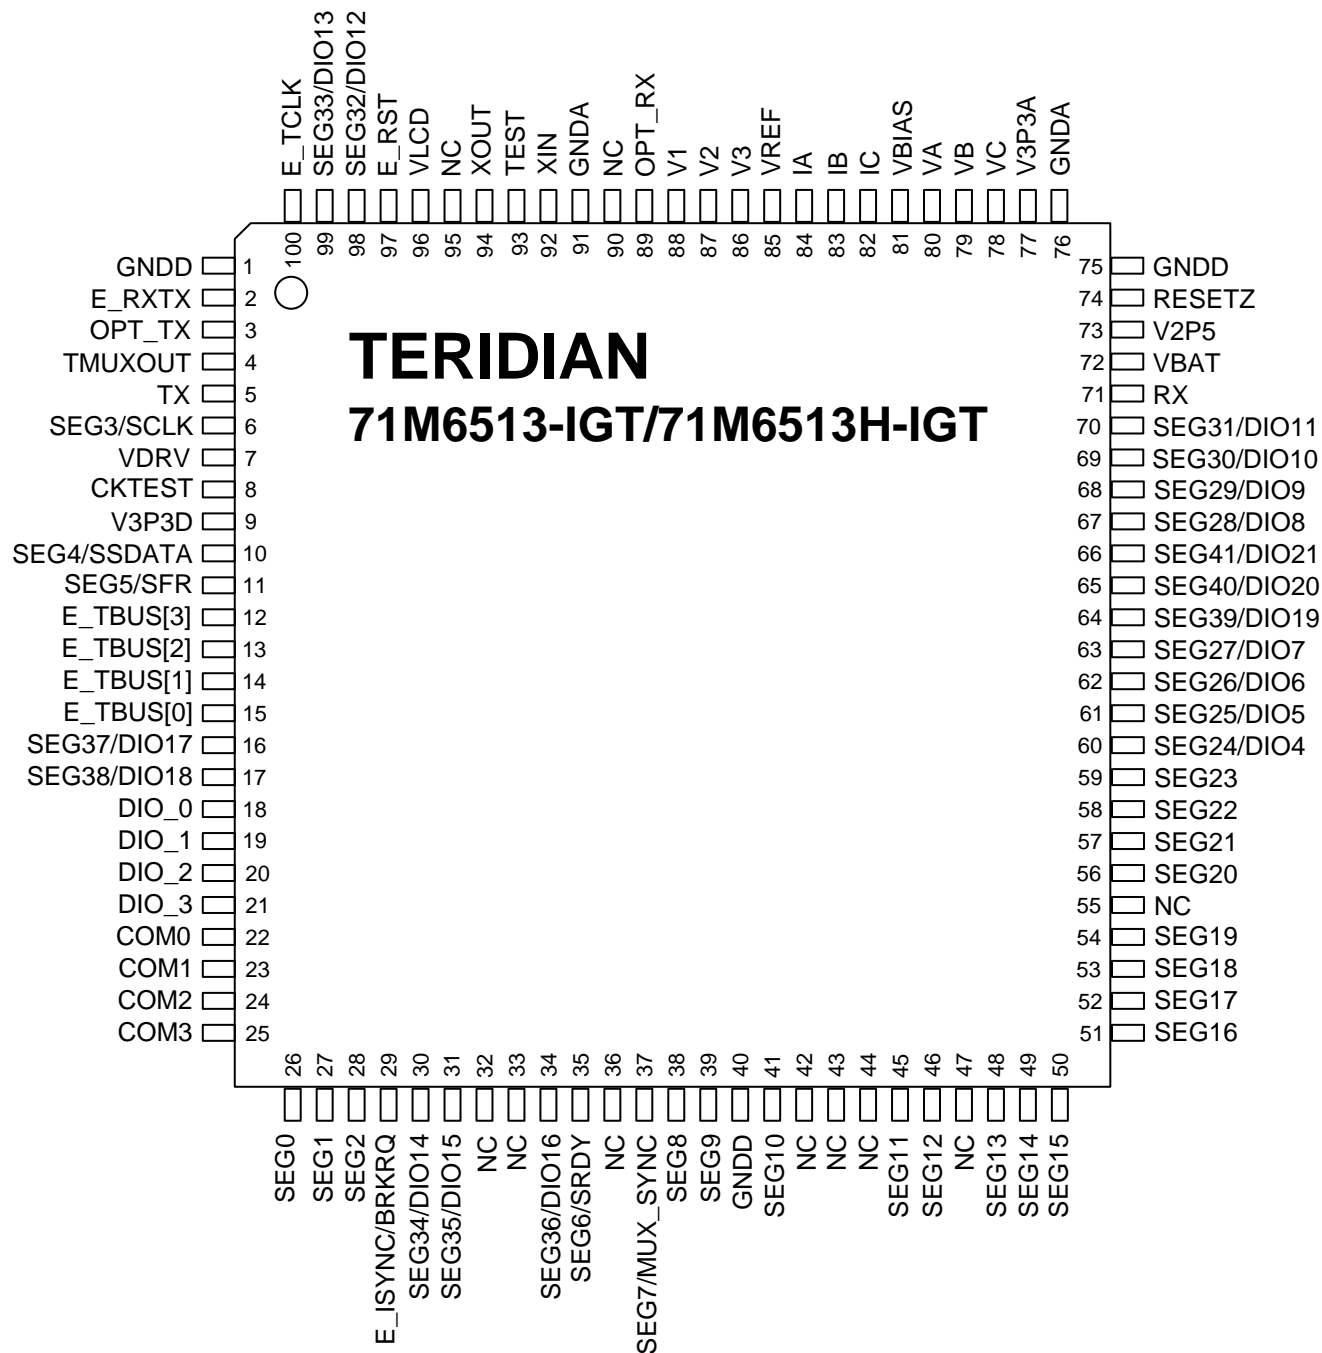 E_TCLK
SEG33/DIO13
SEG32/DIO12
E_RST
VLCD
NC
XOUT
TEST
XIN
GNDA
NC
OPT_RX
V1
V2
V3
VREF
IA
IB
IC
VBIAS
VA
VB
VC
V3P3A
GNDA
100
99
98
97
96
95
94
93
92
91
90
89
88
87
86
85
84
83
82
81
80
79
78
77
76
GNDD 1
E_RXTX 2
OPT_TX 3
TMUXOUT 4
TX 5
SEG3/SCLK 6
VDRV 7
CKTEST 8
V3P3D 9
SEG4/SSDATA 10
SEG5/SFR 11
E_TBUS[3] 12
E_TBUS[2] 13
E_TBUS[1] 14
E_TBUS[0] 15
SEG37/DIO17 16
SEG38/DIO18 17
DIO_0 18
DIO_1 19
DIO_2 20
DIO_3 21
COM0 22
COM1 23
COM2 24
COM3 25
TERIDIAN
71M6513-IGT/71M6513H-IGT
75 GNDD
74 RESETZ
73 V2P5
72 VBAT
71 RX
70 SEG31/DIO11
69 SEG30/DIO10
68 SEG29/DIO9
67 SEG28/DIO8
66 SEG41/DIO21
65 SEG40/DIO20
64 SEG39/DIO19
63 SEG27/DIO7
62 SEG26/DIO6
61 SEG25/DIO5
60 SEG24/DIO4
59 SEG23
58 SEG22
57 SEG21
56 SEG20
55 NC
54 SEG19
53 SEG18
52 SEG17
51 SEG16
26
27
28
29
30
31
32
33
34
35
36
37
38
39
40
41
42
43
44
45
46
47
48
49
50
SEG0
SEG1
SEG2
E_ISYNC/BRKRQ
SEG34/DIO14
SEG35/DIO15
NC
NC
SEG36/DIO16
SEG6/SRDY
NC
SEG7/MUX_SYNC
SEG8
SEG9
GNDD
SEG10
NC
NC
NC
SEG11
SEG12
NC
SEG13
SEG14
SEG15